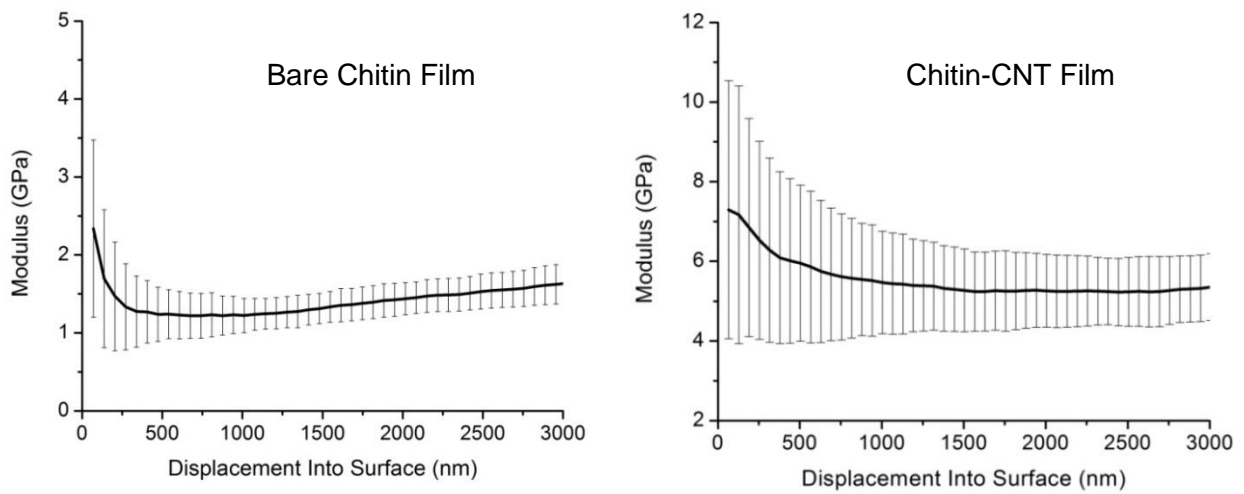 Bare Chitin Film
Modulus (GPa)
5
4
3
2
1
0
0 500 1000 1500 2000 2500 3000
Displacement Into Surface (nm)
Chitin-CNT Film
Modulus (GPa)
12
10
8
6
4
2
0 500 1000 1500 2000 2500 3000
Displacement Into Surface (nm)